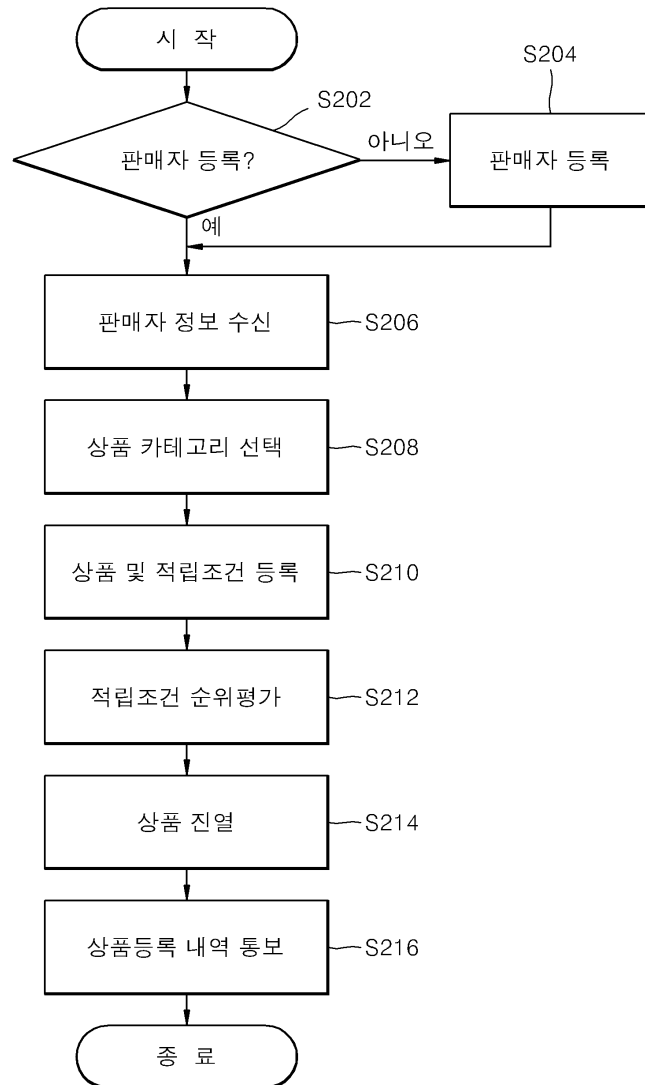 시 작
S202
S204
판매자 등록?
아니오
판매자 등록
예
판매자 정보 수신
S206
상품 카테고리 선택
S208
상품 및 적립조건 등록
S210
적립조건 순위평가
S212
상품 진열
S214
상품등록 내역 통보
S216
종 료